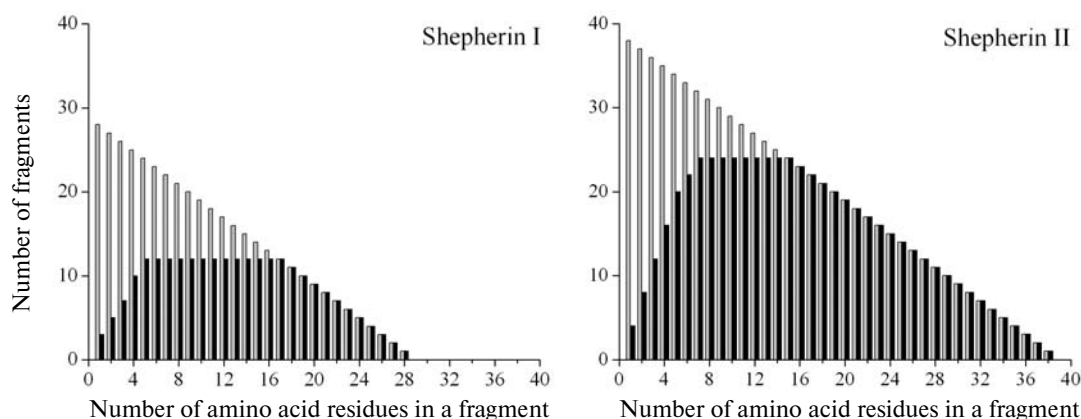 Shepherin I
Number of fragments
40
30
20
10
0
0 4 8 12 16 20 24 28 32 36 40
Number of amino acid residues in a fragment
Shepherin II
40
30
20
10
0
0 4 8 12 16 20 24 28 32 36 40
Number of amino acid residues in a fragment